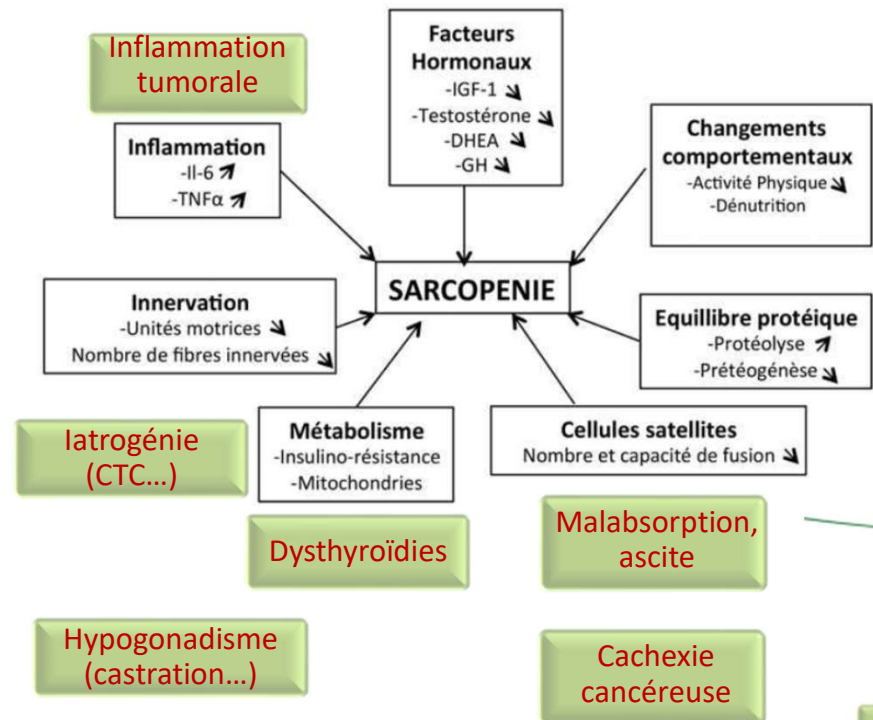 Inflammation
tumorale
Facteurs
Hormonaux
-IGF-1 ↘
-Testostérone ↘
-DHEA ↘
-GH ↘
Inflammation
-Il-6 ↗
-TNFα ↗
Changements
comportementaux
-Activité Physique ↘
-Dénutrition
SARCOPENIE
Innervation
-Unités motrices ↘
Nombre de fibres innervées ↘
Equillibre protéique
-Protéolyse ↗
-Prétéogénèse ↘
Iatrogénie
(CTC…)
Métabolisme
-Insulino-résistance
-Mitochondries
Cellules satellites
Nombre et capacité de fusion ↘
Dysthyroïdies
Malabsorption,
ascite
Hypogonadisme
(castration…)
Cachexie
cancéreuse